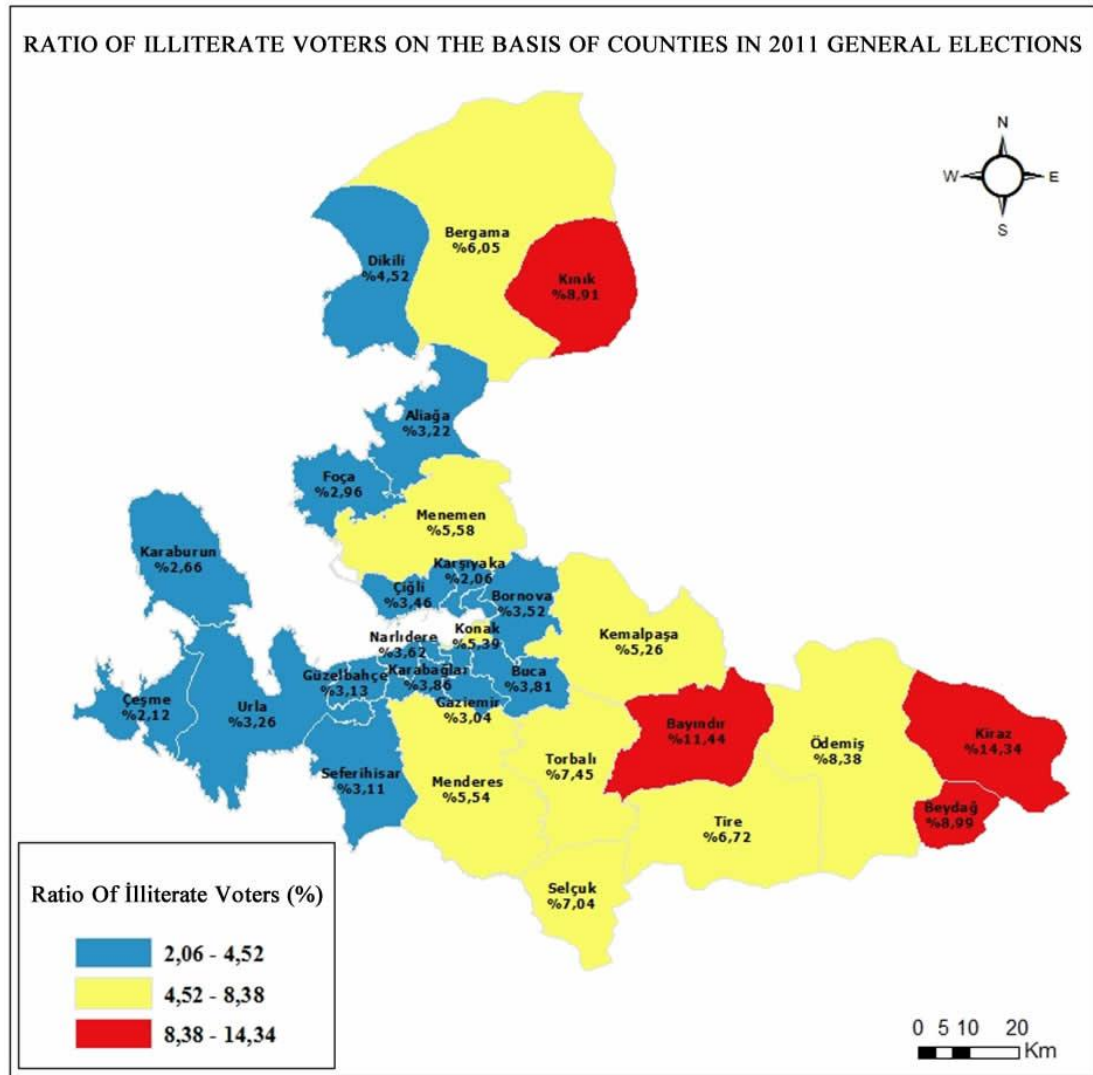 RATIO OF ILLITERATE VOTERS ON THE BASIS OF COUNTIES IN 2011 GENERAL ELECTIONS
N
W
E
S
Bergama
%6,05
Dikili
%4,52
Kınık
%8,91
Aliağa
%3,22
Foça
%2,96
Menemen
%5,58
Karaburun
%2,66
Karşıyaka
%2,06
Çiğli
%3,46
Bornova
%3,52
Narlıdere
%3,62
Konak
%5,39
Kemalpaşa
%5,26
Güzelbahçe
%3,13
Karabağlar
%3,86
Buca
%3,81
Çeşme
%2,12
Urla
%3,26
Gaziemir
%3,04
Bayındır
%11,44
Ödemiş
%8,38
Kiraz
%14,34
Seferihisar
%3,11
Menderes
%5,54
Torbalı
%7,45
Tire
%6,72
Beydağ
%8,99
Selçuk
%7,04
Ratio Of İlliterate Voters (%)
2,06 - 4,52
4,52 - 8,38
8,38 - 14,34
0 5 10 20
Km